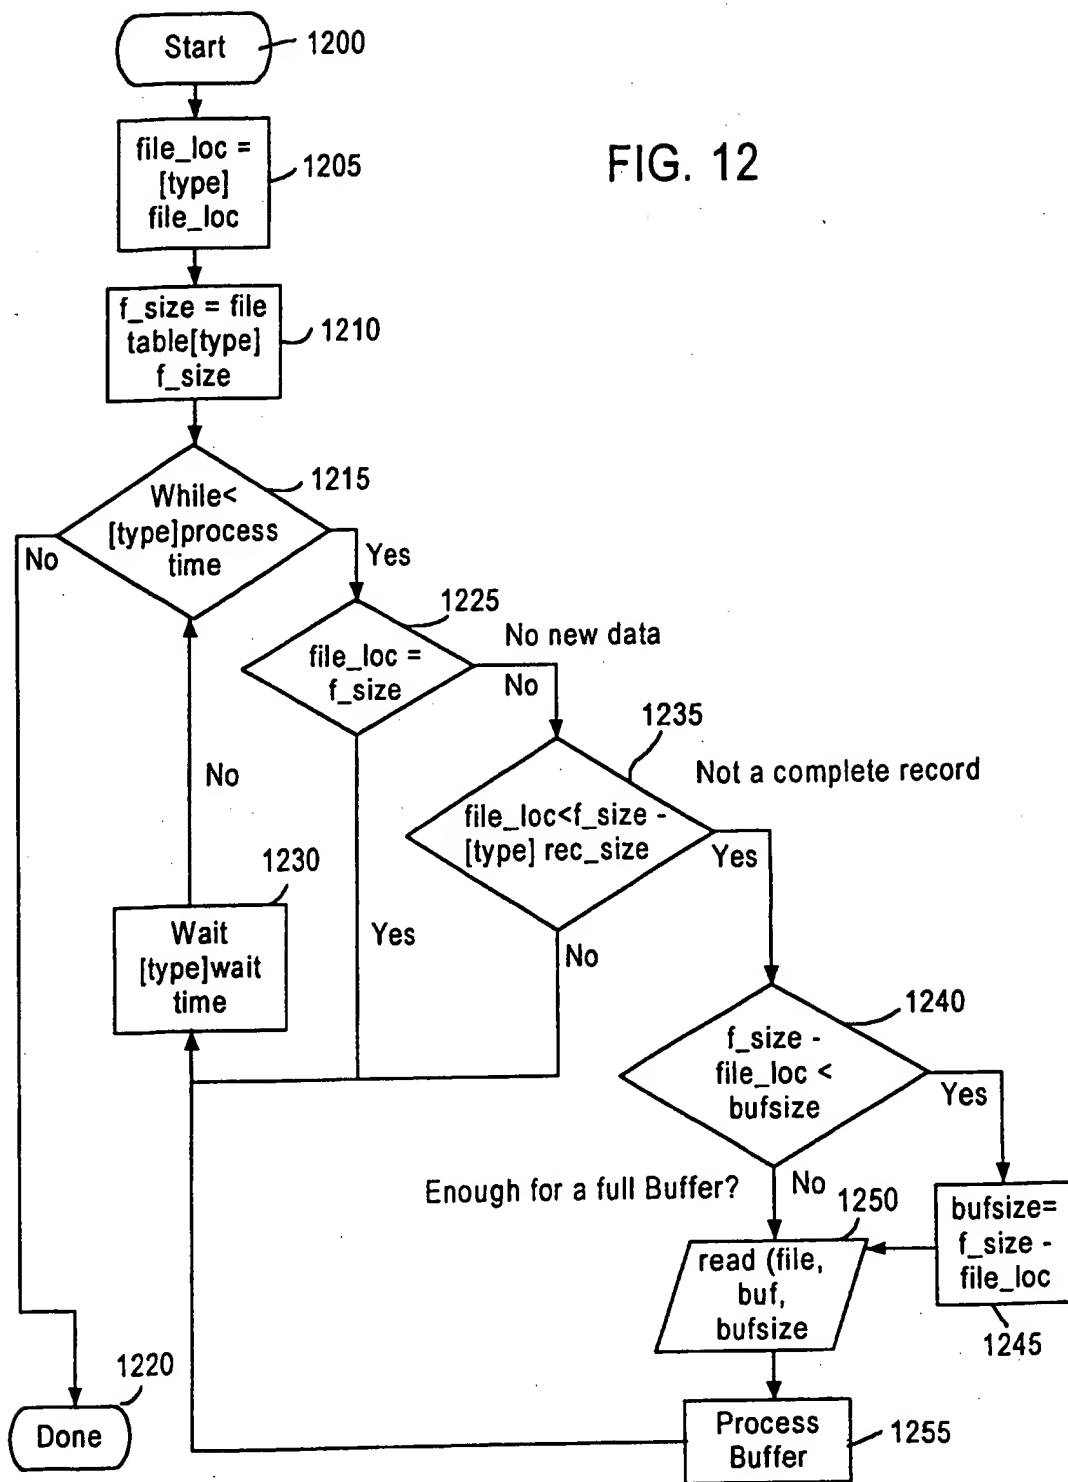 Start
1200
file_loc =
[type]
file_loc
1205
FIG. 12
f_size = file
table[type]
f_size
1210
While<
[type]process
time
1215
No
Yes
file_loc =
f_size
1225
No new data
No
Yes
file_loc<f_size -
[type] rec_size
1235
Not a complete record
Yes
No
No
1230
Wait
[type]wait
time
f_size -
file_loc <
bufsize
1240
Yes
Enough for a full Buffer?
No
1250
read (file,
buf,
bufsize
bufsize=
f_size -
file_loc
1245
1220
Done
Process
Buffer
1255